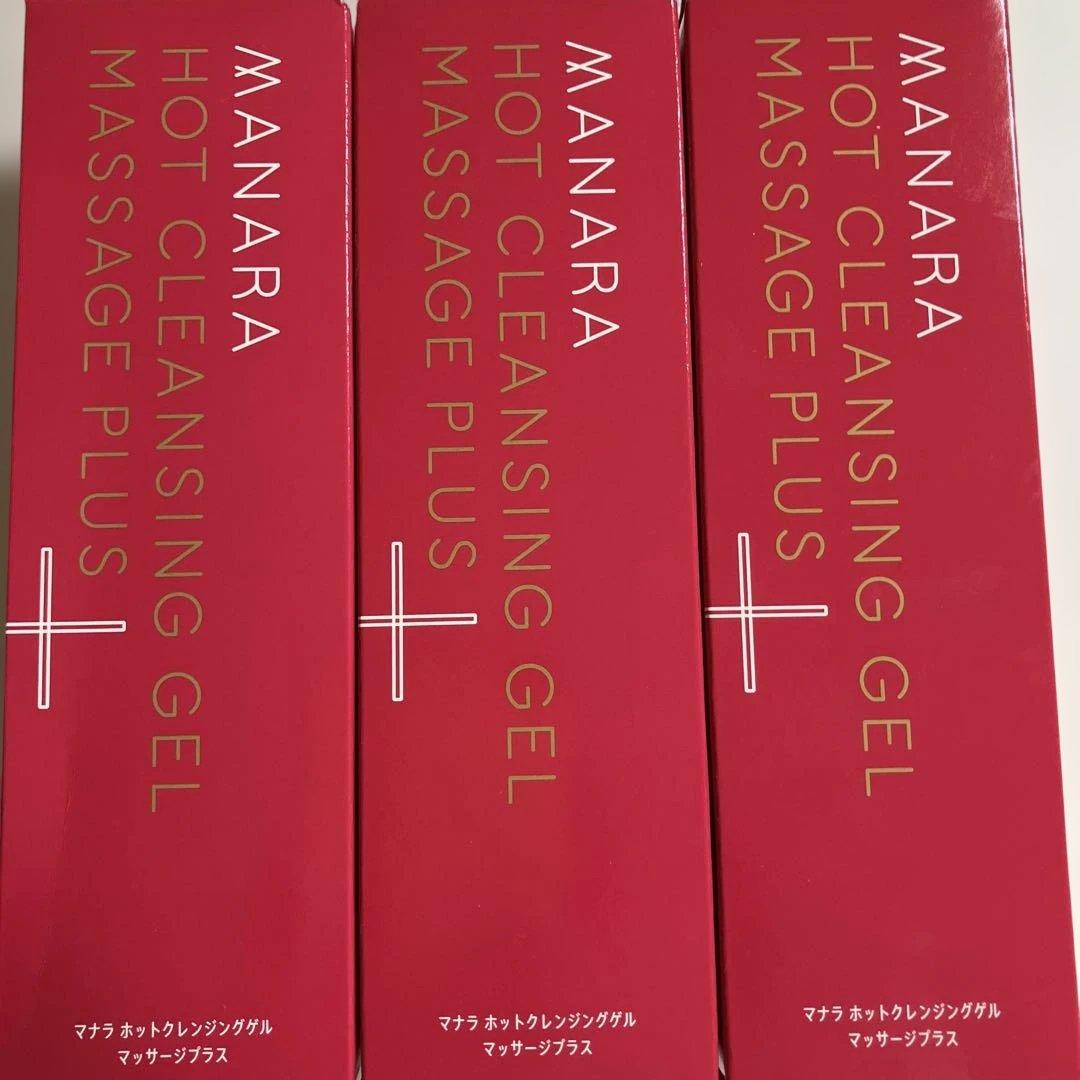 MANARA
HOT CLEANSING GEL
MASSAGE PLUS
マナラ ホットクレンジングゲル
マッサージプラス
MANARA
HOT CLEANSING GEL
MASSAGE PLUS
マナラ ホットクレンジングゲル
マッサージプラス
MANARA
HOT CLEANSING GEL
MASSAGE PLUS
マナラ ホットクレンジングゲル
マッサージプラス